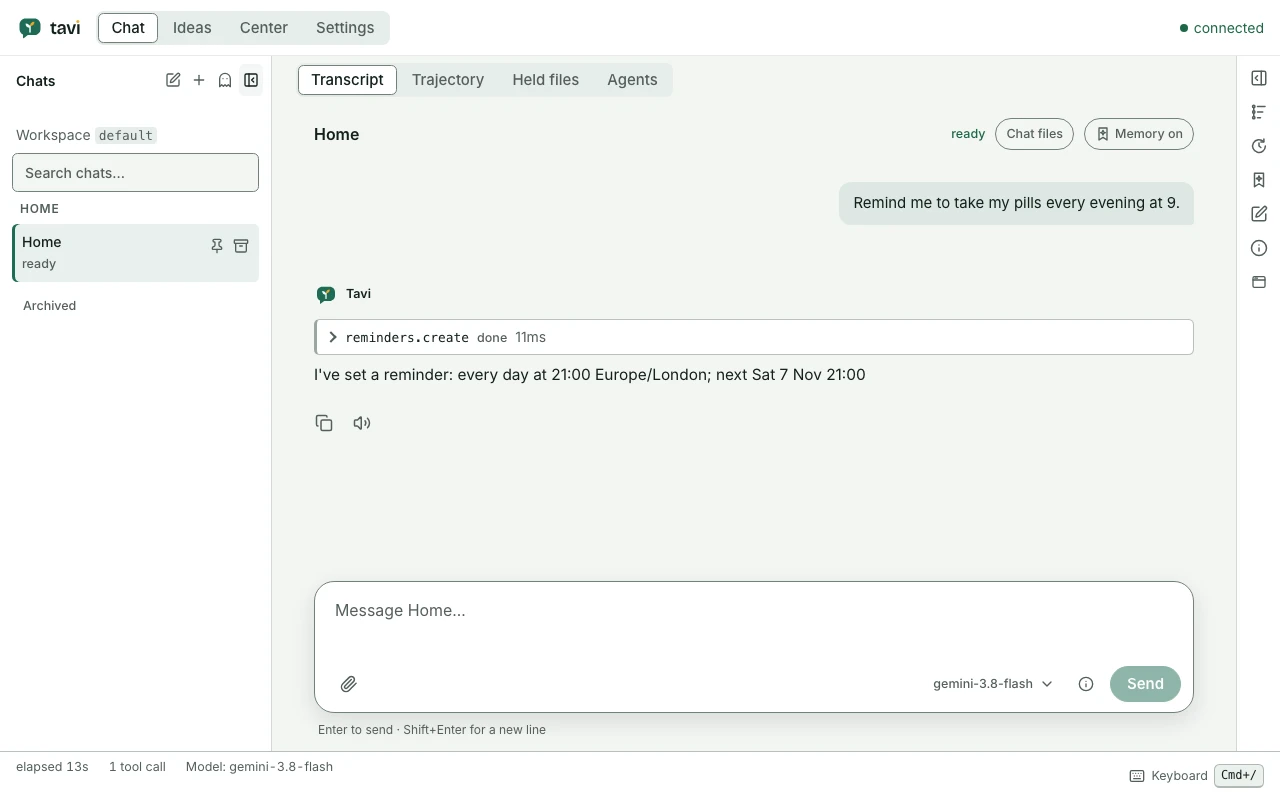 tavi
Chat Ideas Center Settings
connected
Chats
Workspace default
Search chats...
HOME
Home
ready
Archived
Transcript Trajectory Held files Agents
Home
ready Chat files Memory on
Remind me to take my pills every evening at 9.
Tavi
reminders.create done 11ms
I've set a reminder: every day at 21:00 Europe/London; next Sat 7 Nov 21:00
Message Home...
gemini-3.8-flash
Send
Enter to send · Shift+Enter for a new line
elapsed 13s 1 tool call Model: gemini-3.8-flash
Keyboard Cmd+/